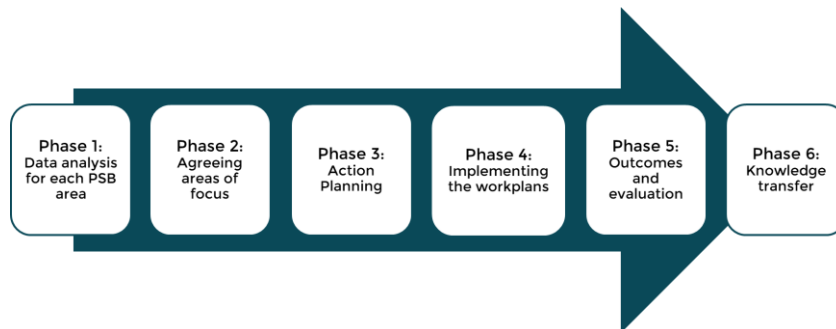 Phase 1:
Data analysis
for each PSB
area
Phase 2:
Agreeing
areas of
focus
Phase 3:
Action
Planning
Phase 4:
Implementing
the workplans
Phase 5:
Outcomes
and
evaluation
Phase 6:
Knowledge
transfer